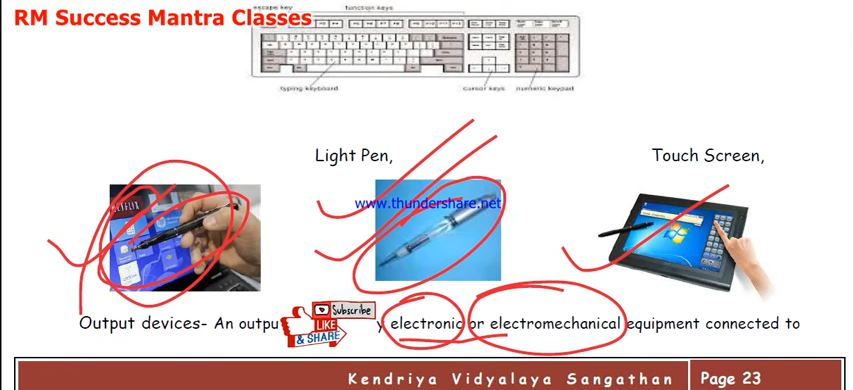 RM Success Mantra Classes
escape key function keys
typing keyboard cursor keys numeric keypad
Light Pen, Touch Screen,
www.thundershare.net
NETFLIX
Output devices- An outpu y electronic or electromechanical equipment connected to
Subscribe
LIKE
& SHARE
Kendriya Vidyalaya Sangathan Page 23